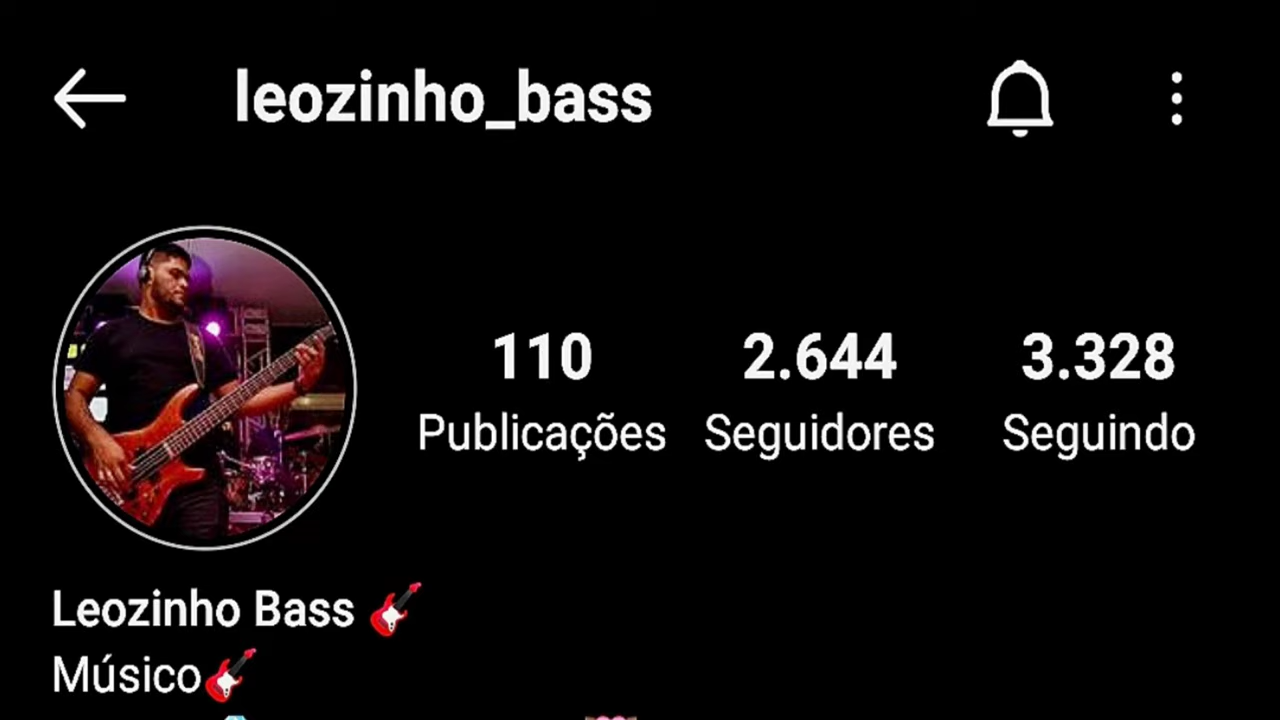 leozinho_bass
110 2.644 3.328
Publicações Seguidores Seguindo
Leozinho Bass 🎸
Músico🎸